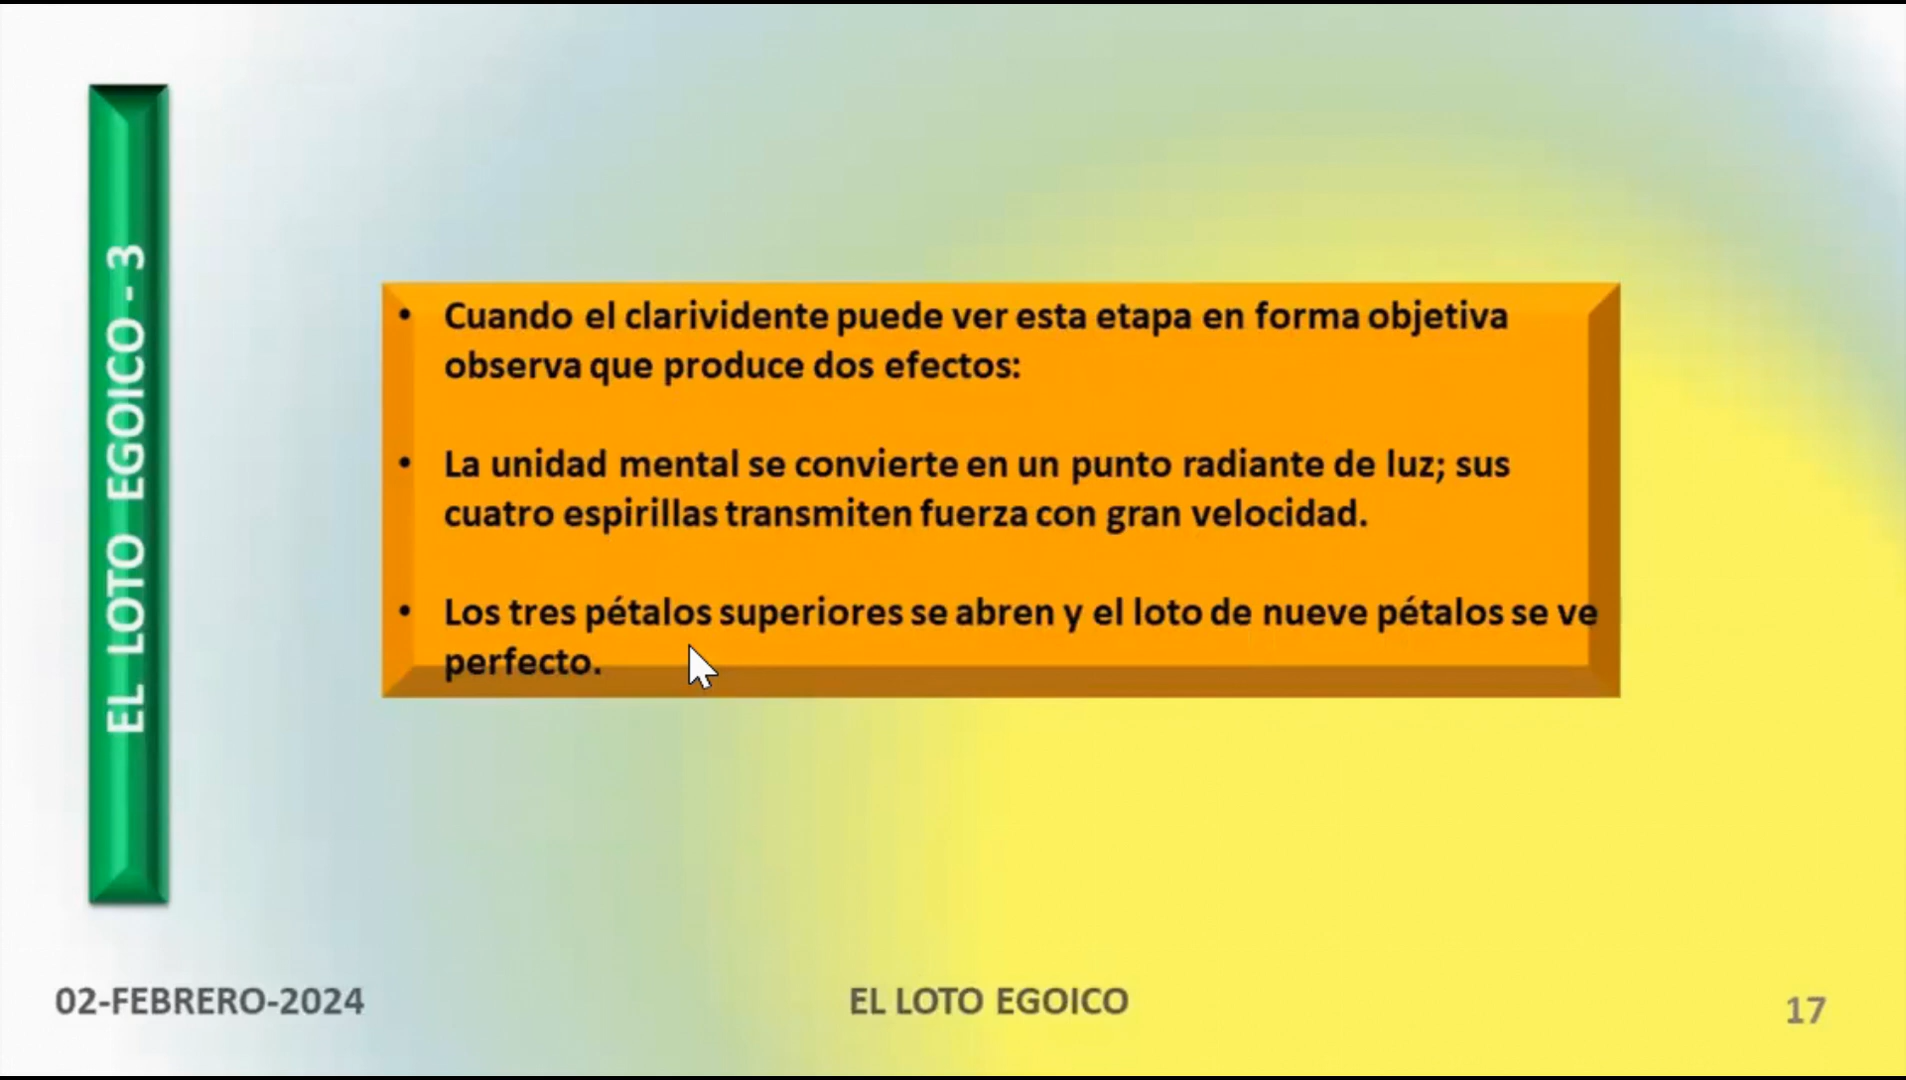 EL LOTO EGOICO - 3
• Cuando el clarividente puede ver esta etapa en forma objetiva
observa que produce dos efectos:
• La unidad mental se convierte en un punto radiante de luz; sus
cuatro espirillas transmiten fuerza con gran velocidad.
• Los tres pétalos superiores se abren y el loto de nueve pétalos se ve
perfecto.
02-FEBRERO-2024
EL LOTO EGOICO
17